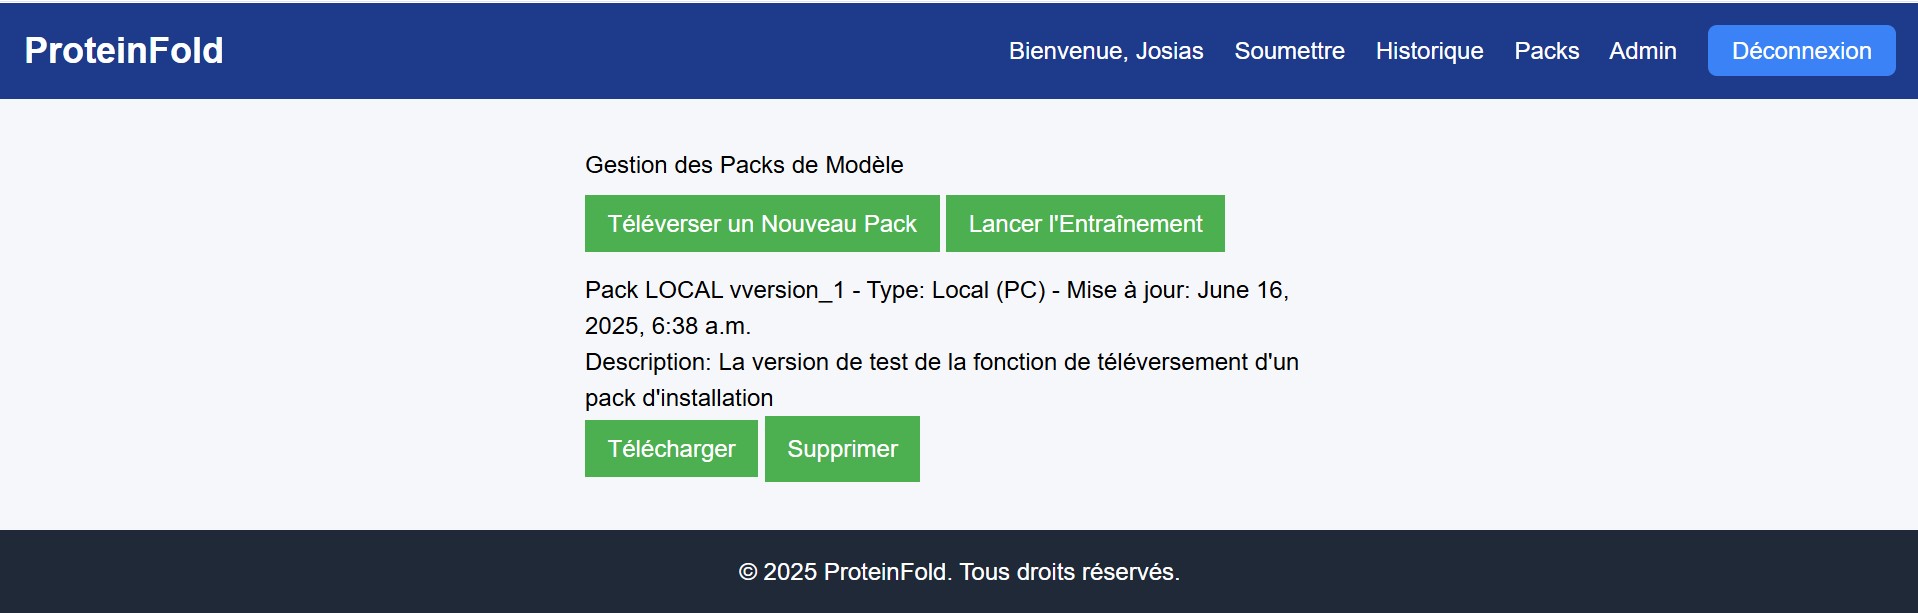 ProteinFold
Bienvenue, Josias Soumettre Historique Packs Admin Déconnexion
Gestion des Packs de Modèle
Téléverser un Nouveau Pack Lancer l'Entraînement
Pack LOCAL vversion_1 - Type: Local (PC) - Mise à jour: June 16,
2025, 6:38 a.m.
Description: La version de test de la fonction de téléversement d'un
pack d'installation
Télécharger Supprimer
© 2025 ProteinFold. Tous droits réservés.